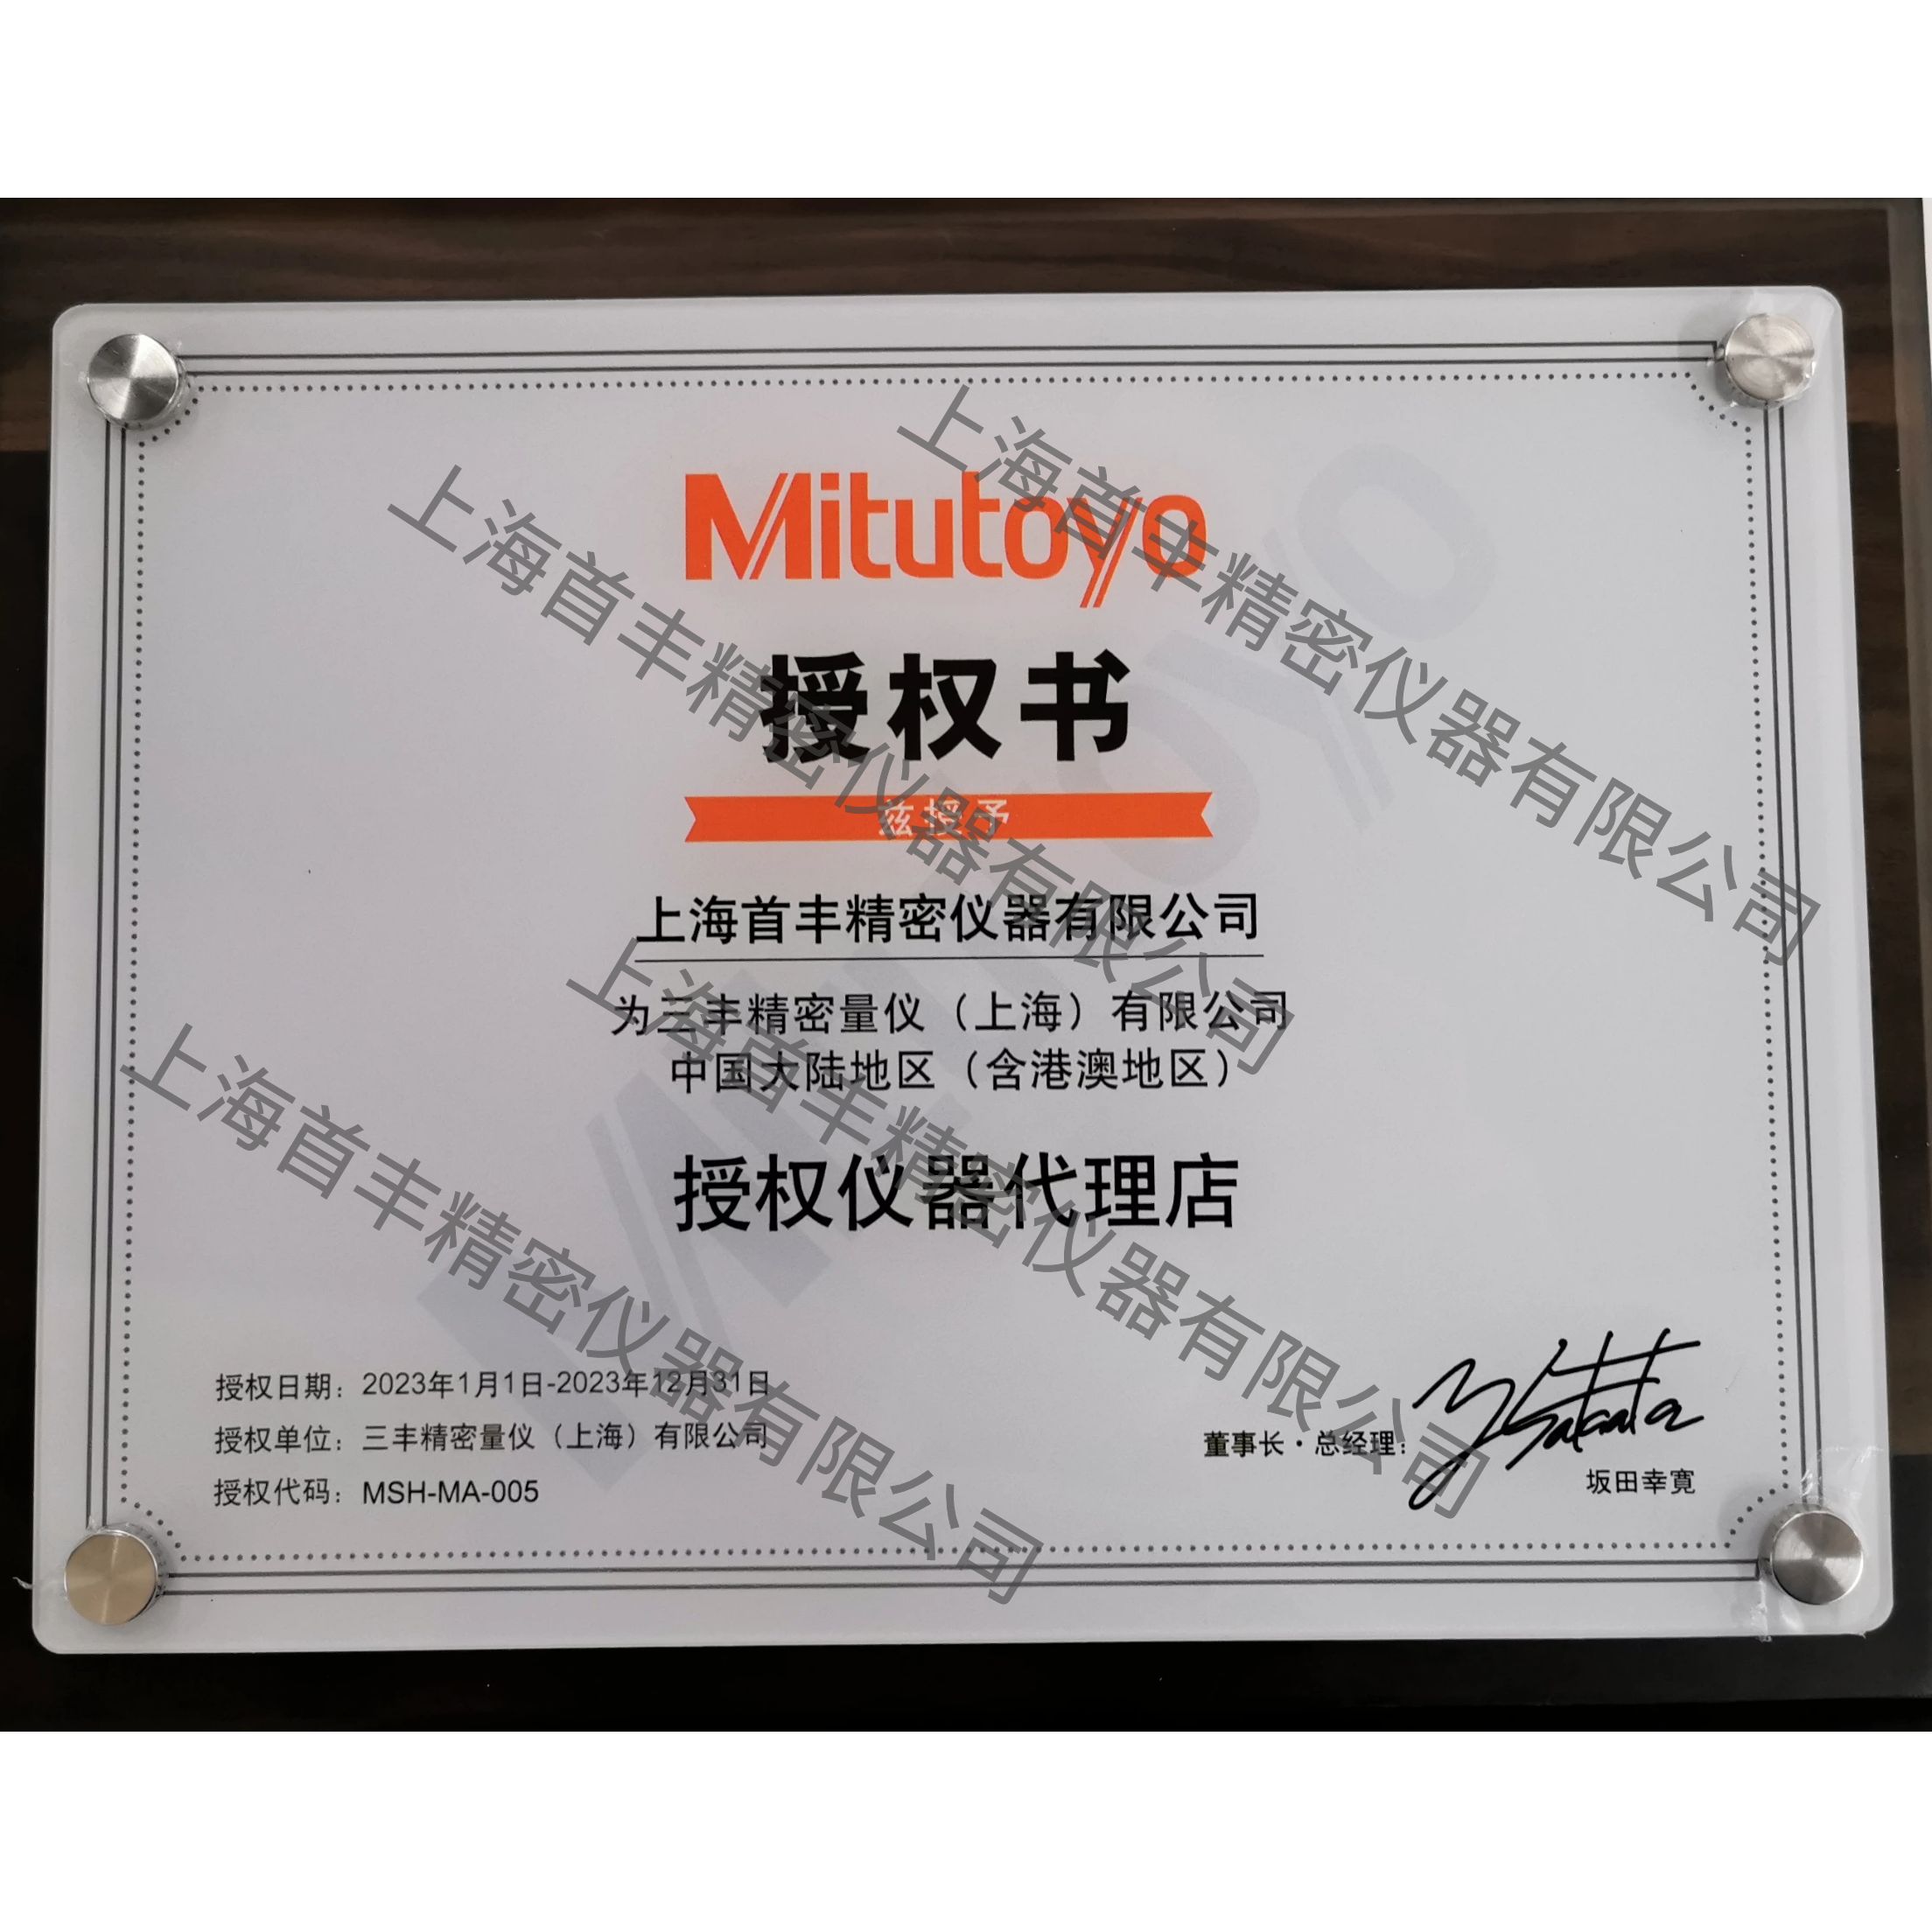 Mitutoyo
授权书
兹授予
上海首丰精密仪器有限公司
为三丰精密量仪（上海）有限公司
中国大陆地区（含港澳地区）
授权仪器代理店
授权日期：2023年1月1日-2023年12月31日
授权单位：三丰精密量仪（上海）有限公司
授权代码：MSH-MA-005
董事长·总经理：
坂田幸寛
上海首丰精密仪器有限公司
上海首丰精密仪器有限公司
上海首丰精密仪器有限公司
上海首丰精密仪器有限公司
Mitutoyo